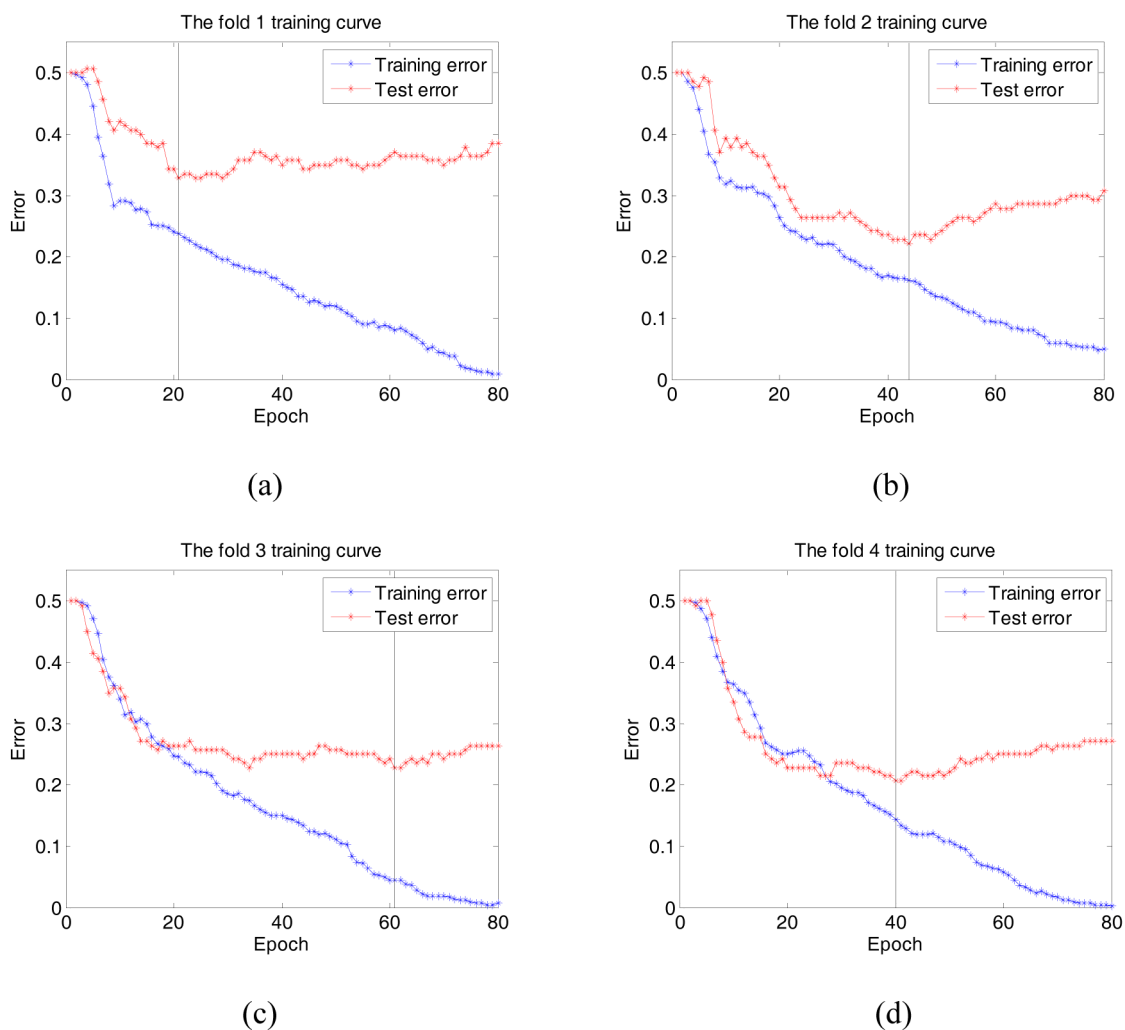 The fold 1 training curve
Training error
Test error
0.5
0.4
0.3
0.2
0.1
0
Error
0 20 40 60 80
Epoch
(a)
The fold 2 training curve
Training error
Test error
0.5
0.4
0.3
0.2
0.1
0
Error
0 20 40 60 80
Epoch
(b)
The fold 3 training curve
Training error
Test error
0.5
0.4
0.3
0.2
0.1
0
Error
0 20 40 60 80
Epoch
(c)
The fold 4 training curve
Training error
Test error
0.5
0.4
0.3
0.2
0.1
0
Error
0 20 40 60 80
Epoch
(d)